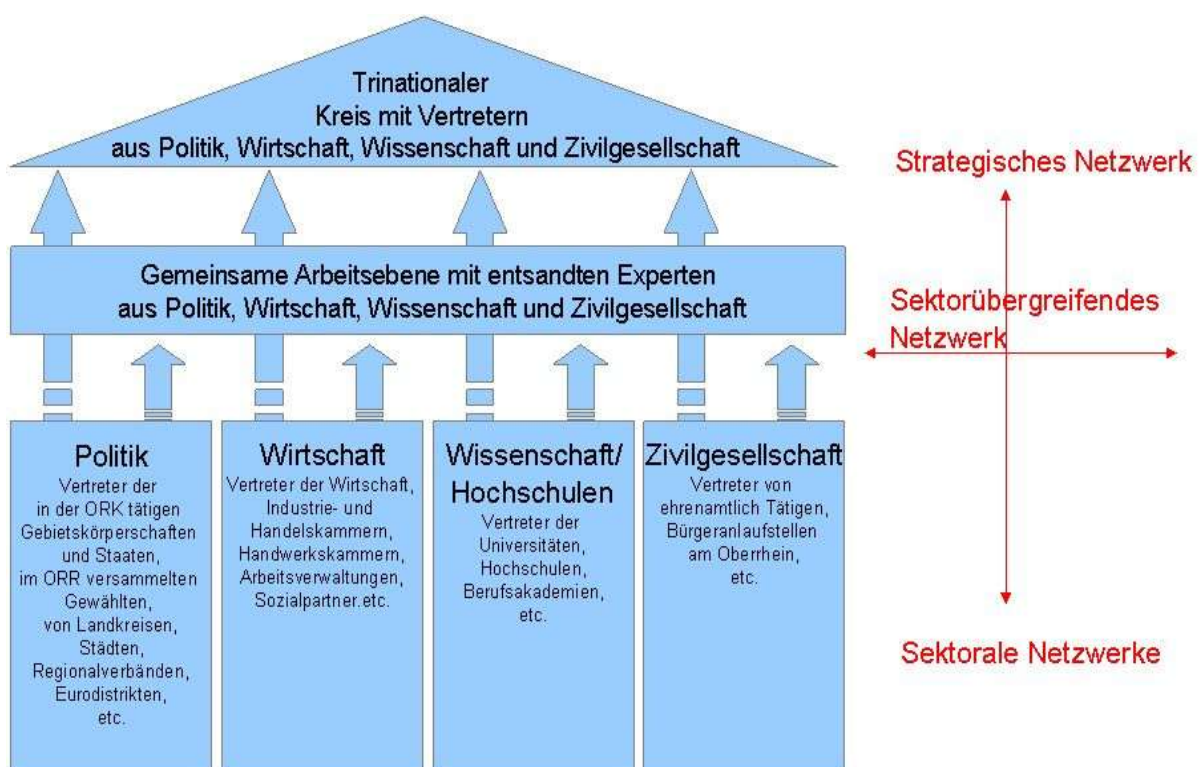 Trinationaler
Kreis mit Vertretern
aus Politik, Wirtschaft, Wissenschaft und Zivilgesellschaft
Strategisches Netzwerk
Gemeinsame Arbeitsebene mit entsandten Experten
aus Politik, Wirtschaft, Wissenschaft und Zivilgesellschaft
Sektorübergreifendes
Netzwerk
Politik
Vertreter der
in der ORK tätigen
Gebietskörperschaften
und Staaten,
im ORR versammelten
Gewählten,
von Landkreisen,
Städten,
Regionalverbänden,
Eurodistrikten,
etc.
Wirtschaft
Vertreter der Wirtschaft,
Industrie- und
Handelskammern,
Handwerkskammern,
Arbeitsverwaltungen,
Sozialpartner.etc.
Wissenschaft/
Hochschulen
Vertreter der
Universitäten,
Hochschulen,
Berufsakademien,
etc.
Zivilgesellschaft
Vertreter von
ehrenamtlich Tätigen,
Bürgeranlaufstellen
am Oberrhein,
etc.
Sektorale Netzwerke